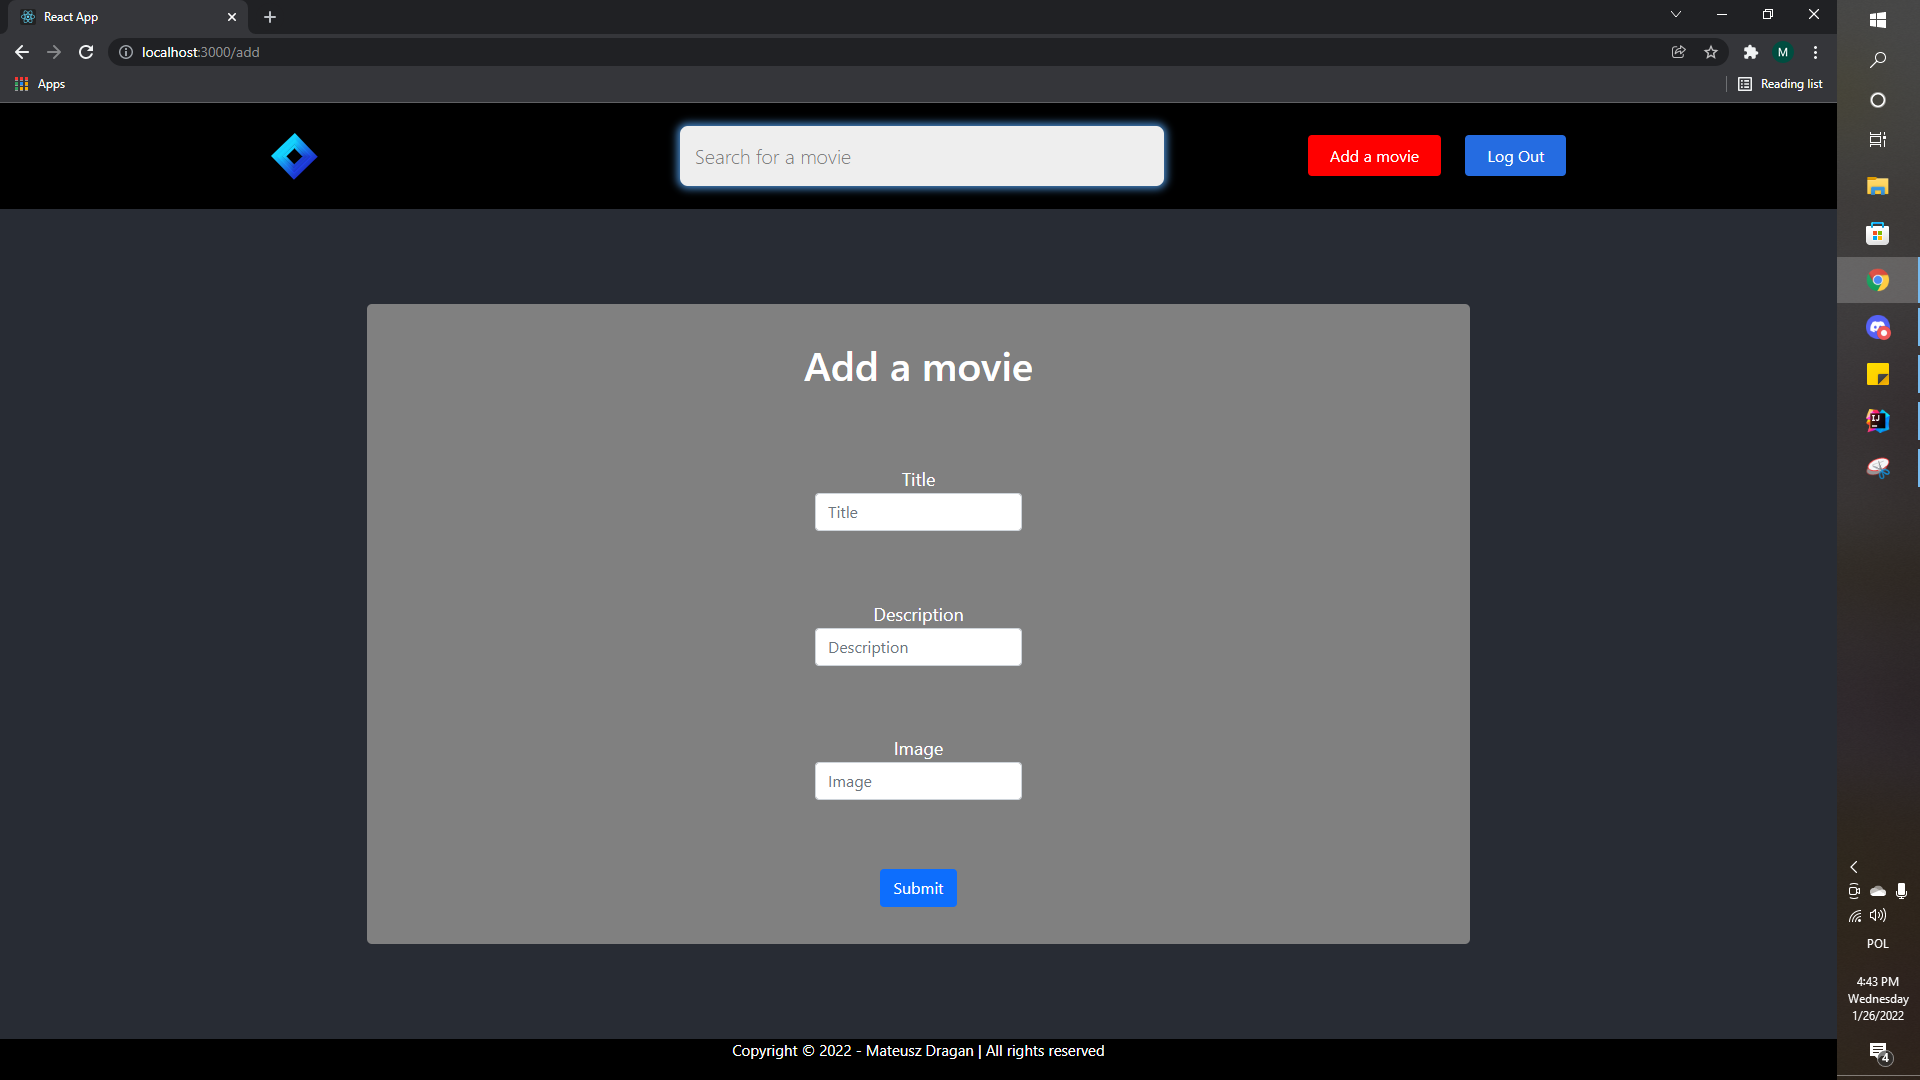 React App
localhost:3000/add
M
Apps
Reading list
Search for a movie
Add a movie
Log Out
Add a movie
Title
Title
Description
Description
Image
Image
Submit
Copyright © 2022 - Mateusz Dragan | All rights reserved
IJ
POL
4:43 PM
Wednesday
1/26/2022
4